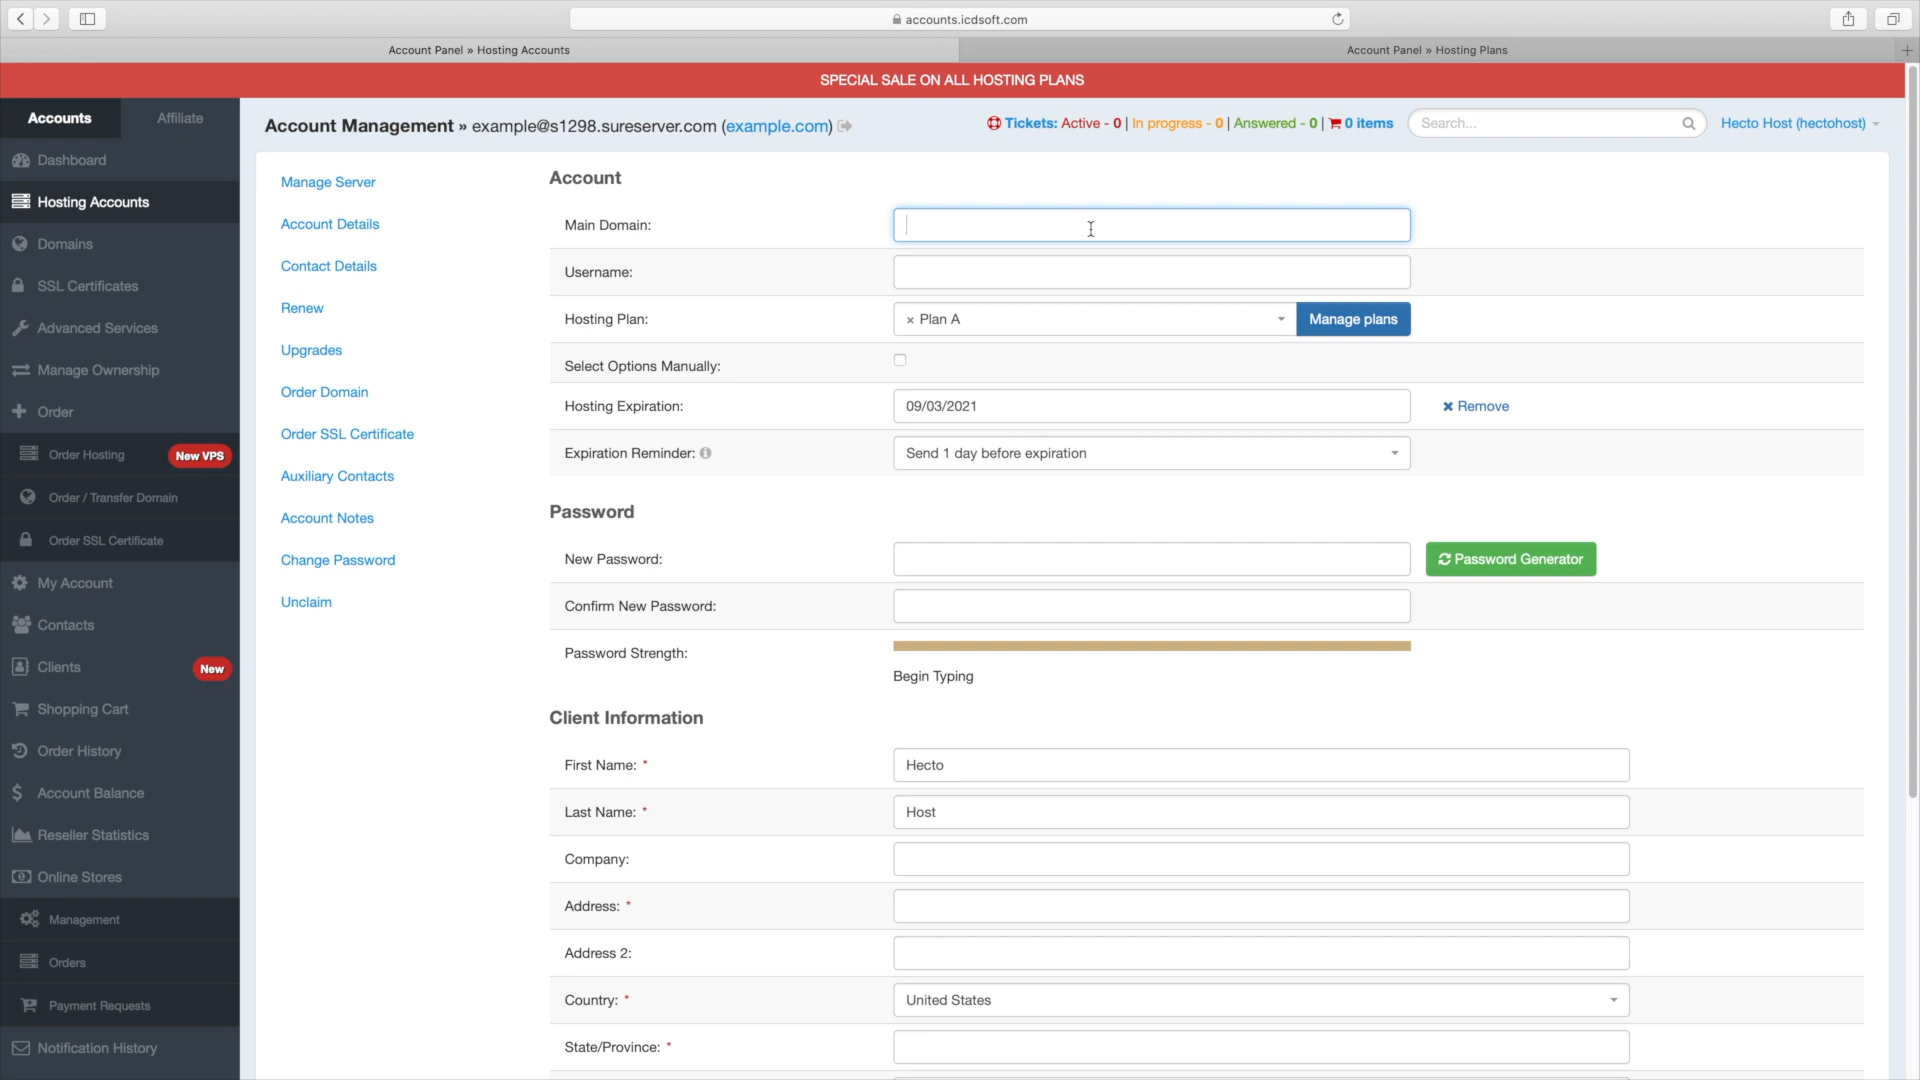 accounts.icdsoft.com
Account Panel » Hosting Accounts
Account Panel » Hosting Plans
SPECIAL SALE ON ALL HOSTING PLANS
Accounts
Affiliate
Account Management » example@s1298.sureserver.com (example.com)
Tickets: Active - 0 | In progress - 0 | Answered - 0 | 0 items
Search...
Hecto Host (hectohost)
Dashboard
Hosting Accounts
Domains
SSL Certificates
Advanced Services
Manage Ownership
Order
Order Hosting New VPS
Order / Transfer Domain
Order SSL Certificate
My Account
Contacts
Clients New
Shopping Cart
Order History
Account Balance
Reseller Statistics
Online Stores
Management
Orders
Payment Requests
Notification History
Manage Server
Account Details
Contact Details
Renew
Upgrades
Order Domain
Order SSL Certificate
Auxiliary Contacts
Account Notes
Change Password
Unclaim
Account
Main Domain:
Username:
Hosting Plan: × Plan A Manage plans
Select Options Manually:
Hosting Expiration: 09/03/2021 Remove
Expiration Reminder: Send 1 day before expiration
Password
New Password: Password Generator
Confirm New Password:
Password Strength:
Begin Typing
Client Information
First Name: * Hecto
Last Name: * Host
Company:
Address: *
Address 2:
Country: * United States
State/Province: *